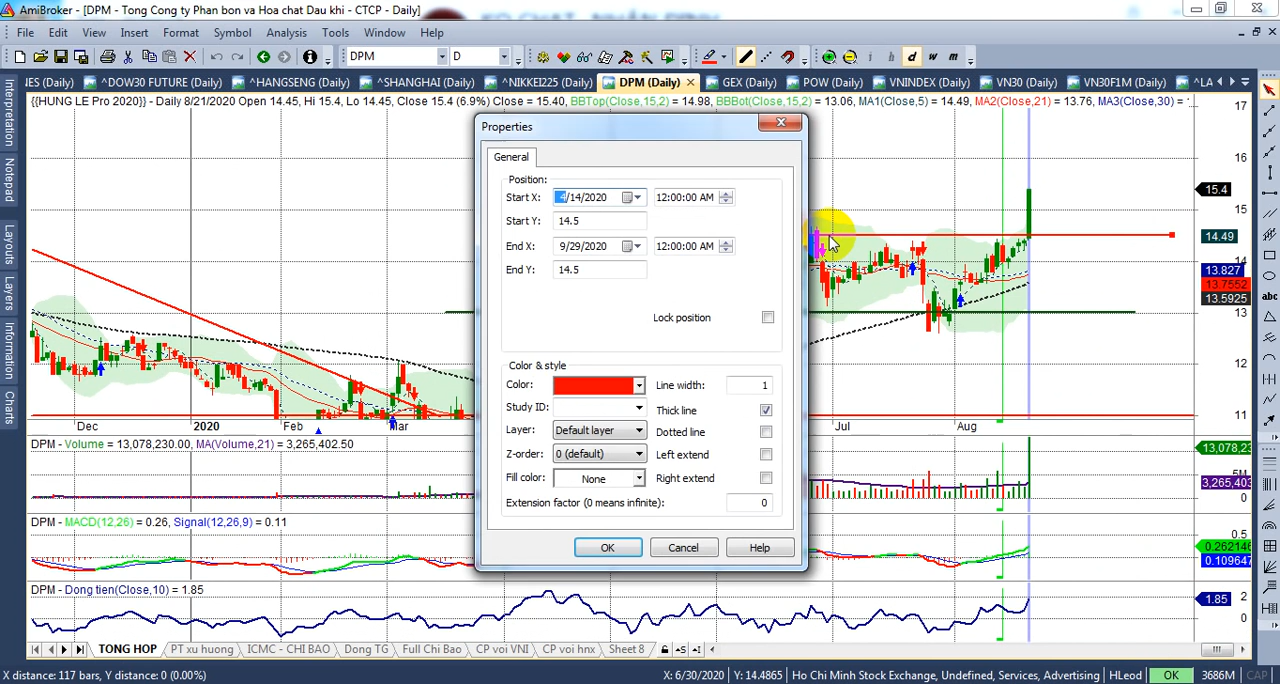 AmiBroker - [DPM - Tong Cong ty Phan bon va Hoa chat Dau khi - CTCP - Daily]
File Edit View Insert Format Symbol Analysis Tools Window Help
DPM D i h d w m
IES (Daily) ^DOW30 FUTURE (Daily) ^HANGSENG (Daily) ^SHANGHAI (Daily) ^NIKKEI225 (Daily) DPM (Daily) GEX (Daily) POW (Daily) VNINDEX (Daily) VN30 (Daily) VN30F1M (Daily) ^LA
{{HUNG LE Pro 2020}} - Daily 8/21/2020 Open 14.45, Hi 15.4, Lo 14.45, Close 15.4 (6.9%) Close = 15.40, BBTop(Close,15,2) = 14.98, BBBot(Close,15,2) = 13.06, MA1(Close,5) = 14.49, MA2(Close,21) = 13.76, MA3(Close,30) =
Interpretation
Notepad
Layouts
Layers
Information
Charts
Properties
General
Position:
Start X: 4/14/2020 12:00:00 AM
Start Y: 14.5
End X: 9/29/2020 12:00:00 AM
End Y: 14.5
Lock position
Color & style
Color: Line width: 1
Study ID: Thick line
Layer: Default layer Dotted line
Z-order: 0 (default) Left extend
Fill color: None Right extend
Extension factor (0 means infinite): 0
OK Cancel Help
17
16
15.4
15
14.49
13.827
13.7552
13.5925
13
12
11
abc
Dec 2020 Feb Mar Jul Aug
DPM - Volume = 13,078,230.00, MA(Volume,21) = 3,265,402.50
13,078,23
5M
3,265,403
0
DPM - MACD(12,26) = 0.26, Signal(12,26,9) = 0.11
0.5
0.262146
0.109647
DPM - Dong tien(Close,10) = 1.85
2
1.85
0
TONG HOP PT xu huong ICMC - CHI BAO Dong TG Full Chi Bao CP voi VNI CP voi hnx Sheet 8
X distance: 117 bars, Y distance: 0 (0.00%) X: 6/30/2020 Y: 14.4865 Ho Chi Minh Stock Exchange, Undefined, Services, Advertising HLeod OK 3686M CAP